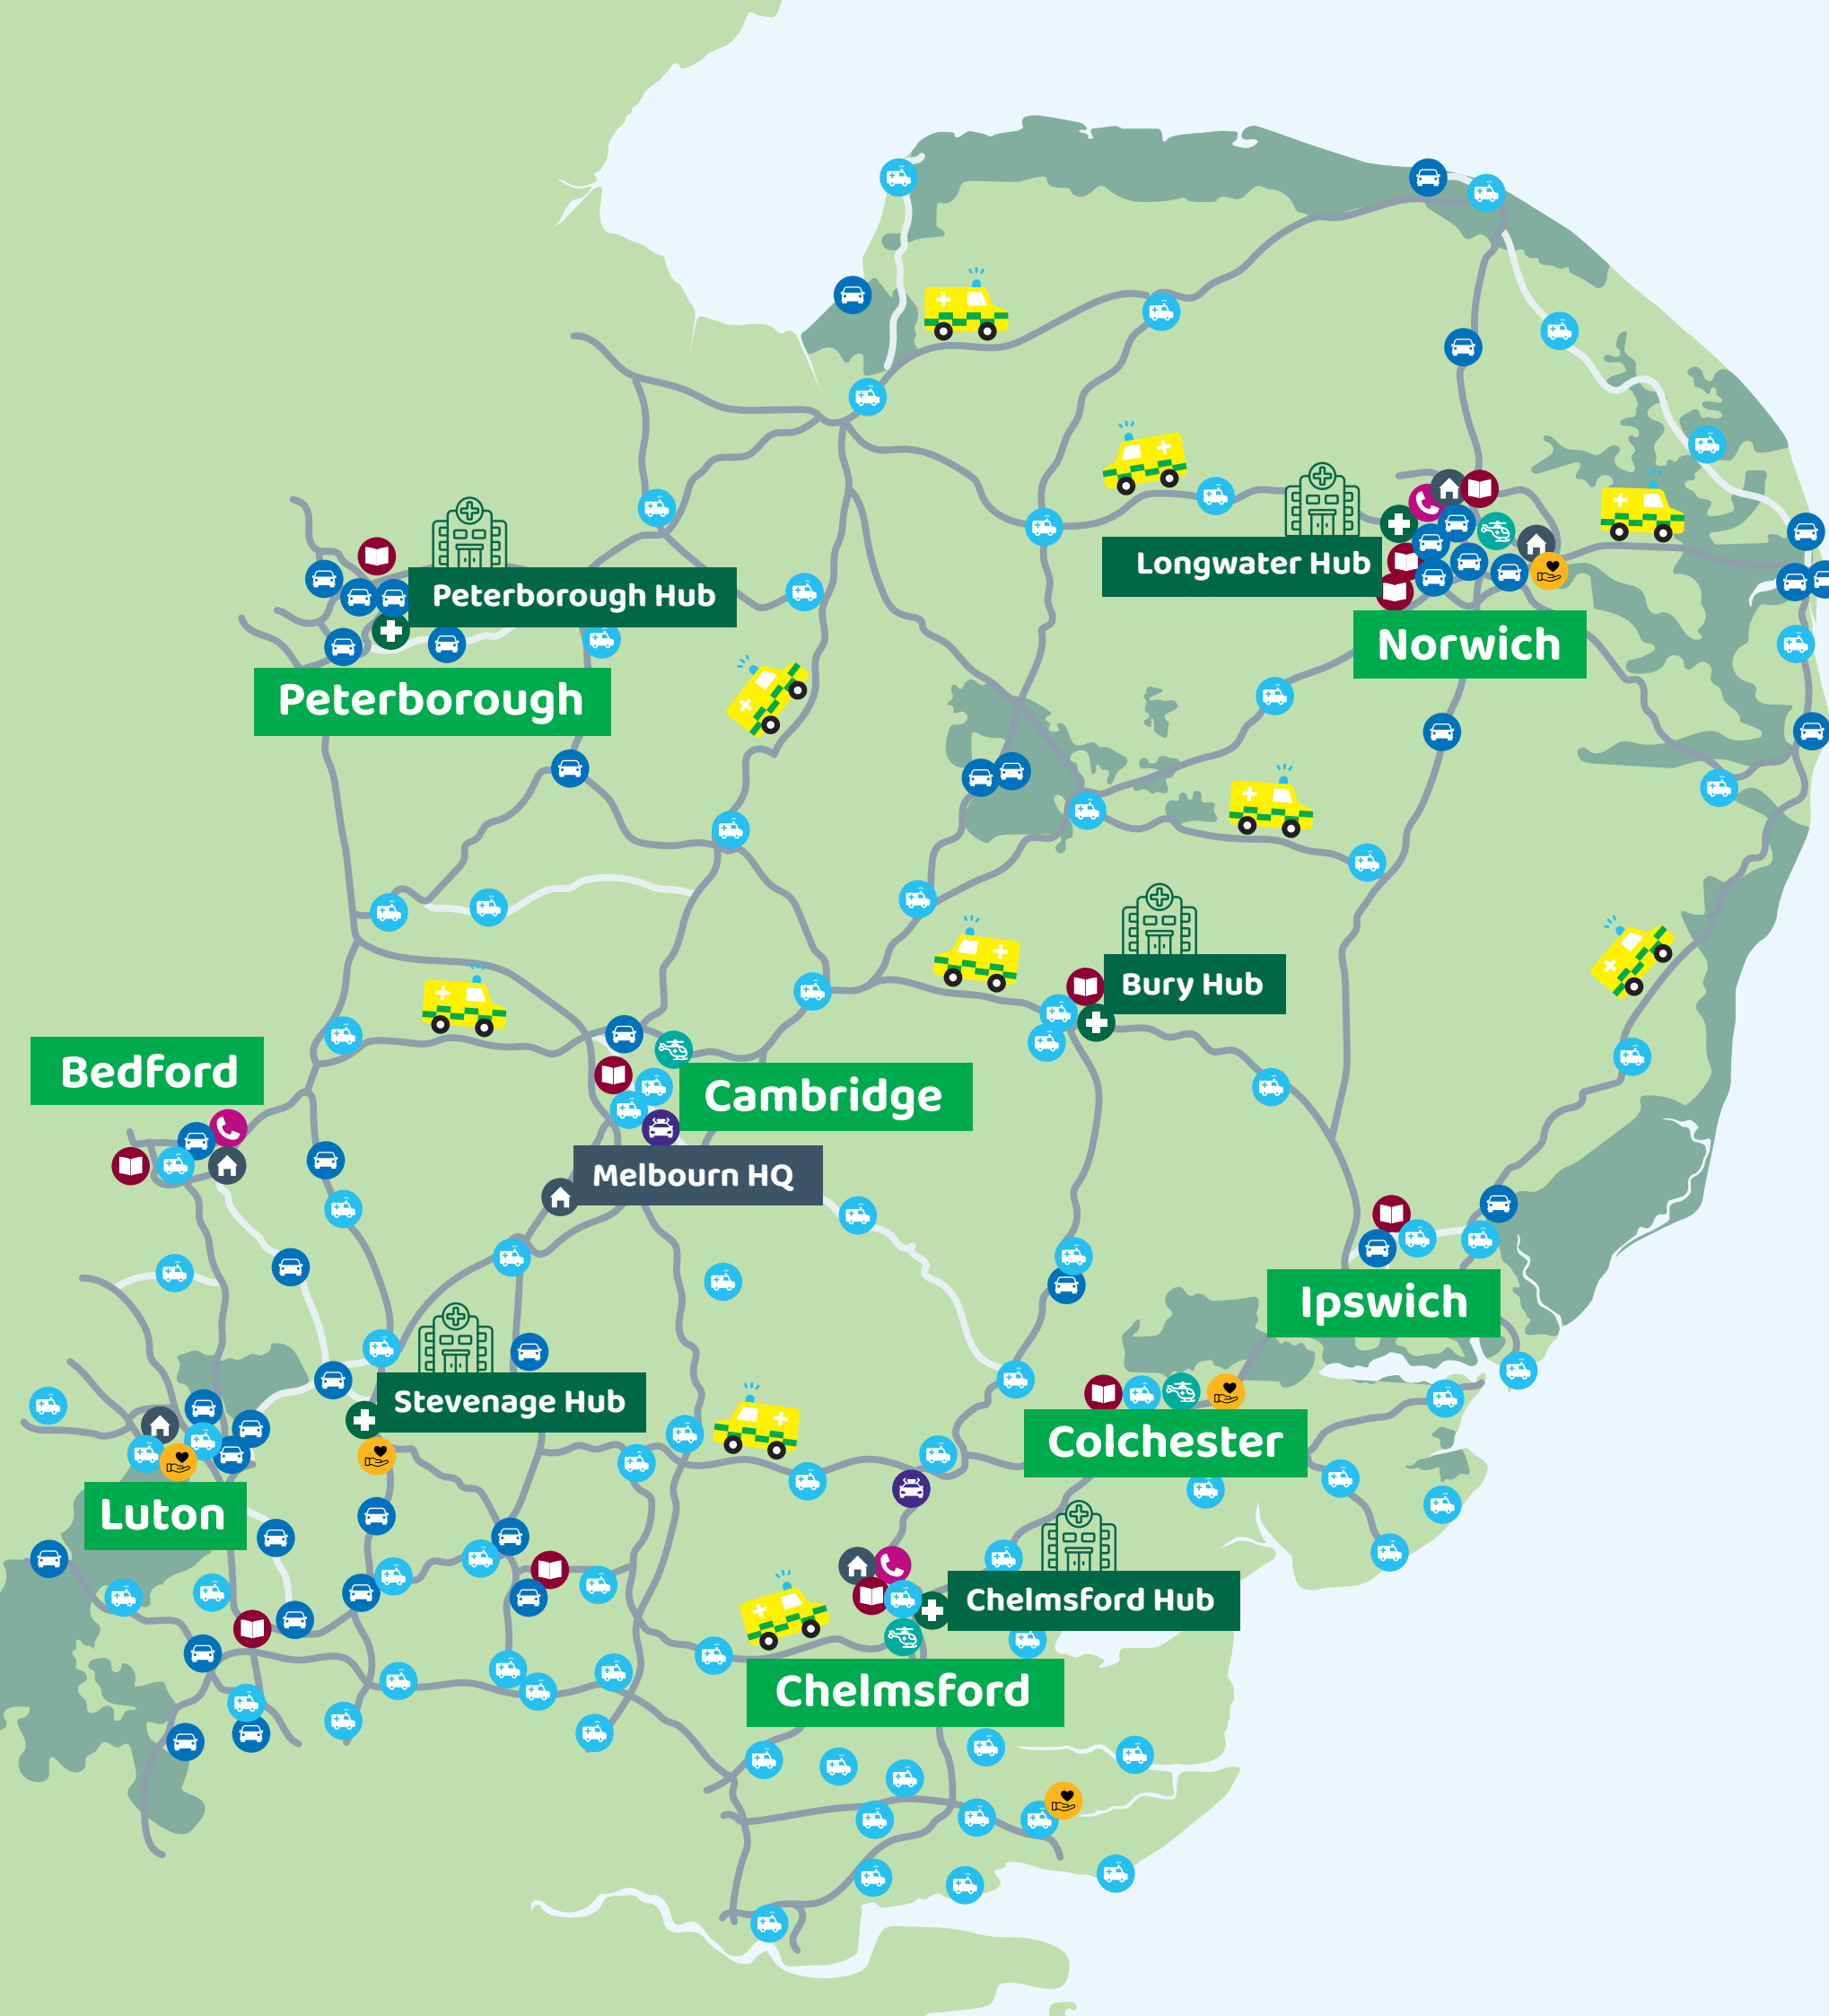 Longwater Hub
Peterborough Hub
Norwich
Peterborough
Bury Hub
Bedford
Cambridge
Melbourn HQ
Ipswich
Stevenage Hub
Colchester
Luton
Chelmsford Hub
Chelmsford